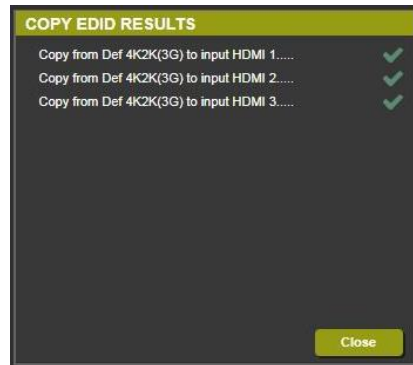 COPY EDID RESULTS
Copy from Def 4K2K(3G) to input HDMI 1.....
Copy from Def 4K2K(3G) to input HDMI 2.....
Copy from Def 4K2K(3G) to input HDMI 3.....
Close